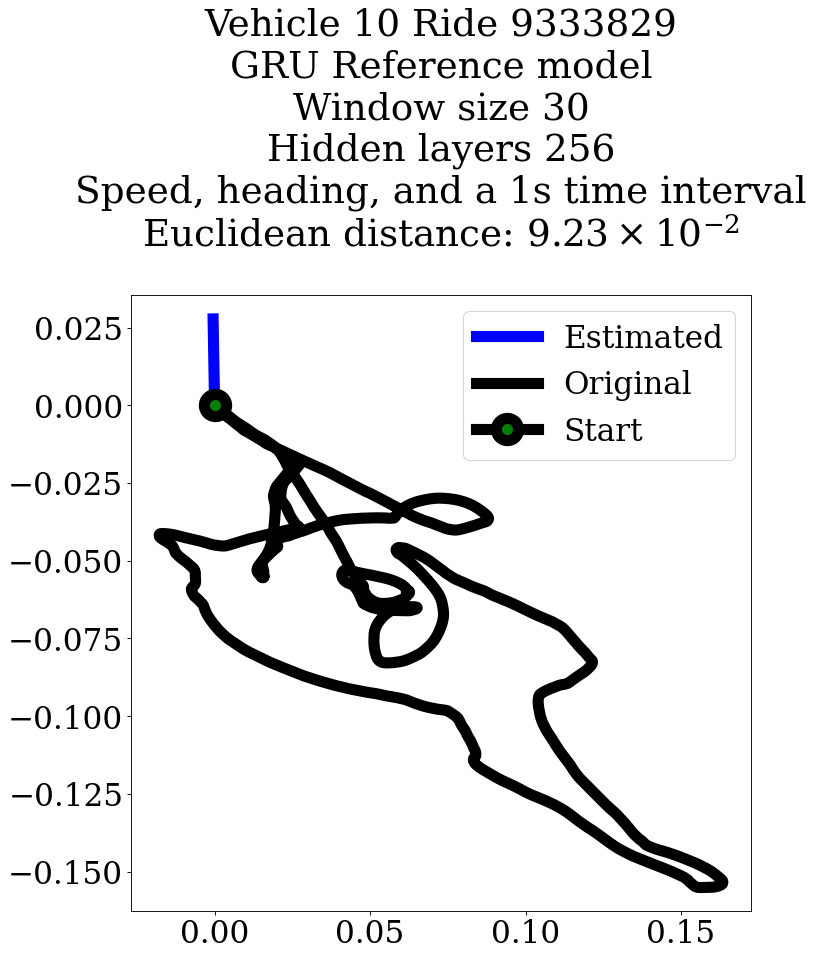 Vehicle 10 Ride 9333829
GRU Reference model
Window size 30
Hidden layers 256
Speed, heading, and a 1s time interval
Euclidean distance: 9.23 × 10⁻²
Estimated
Original
Start
0.025
0.000
−0.025
−0.050
−0.075
−0.100
−0.125
−0.150
0.00 0.05 0.10 0.15